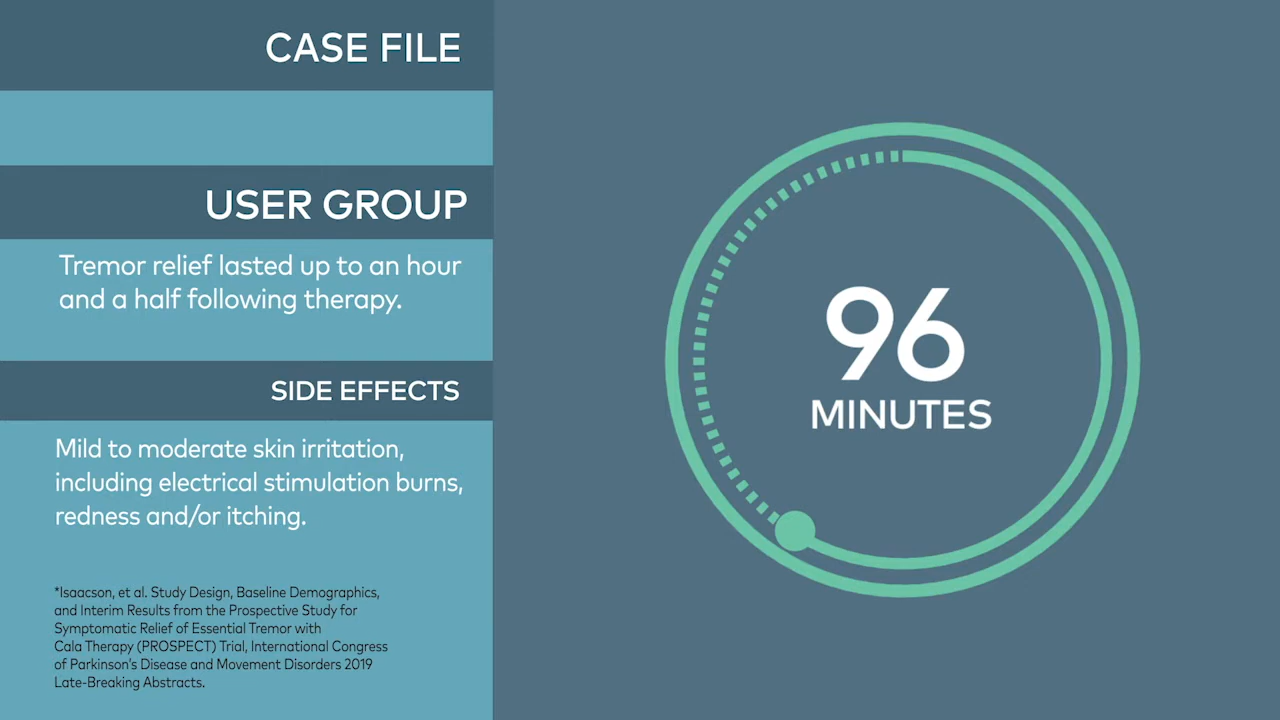 CASE FILE
USER GROUP
Tremor relief lasted up to an hour
and a half following therapy.
SIDE EFFECTS
Mild to moderate skin irritation,
including electrical stimulation burns,
redness and/or itching.
*Isaacson, et al. Study Design, Baseline Demographics,
and Interim Results from the Prospective Study for
Symptomatic Relief of Essential Tremor with
Cala Therapy (PROSPECT) Trial, International Congress
of Parkinson's Disease and Movement Disorders 2019
Late-Breaking Abstracts.
96
MINUTES